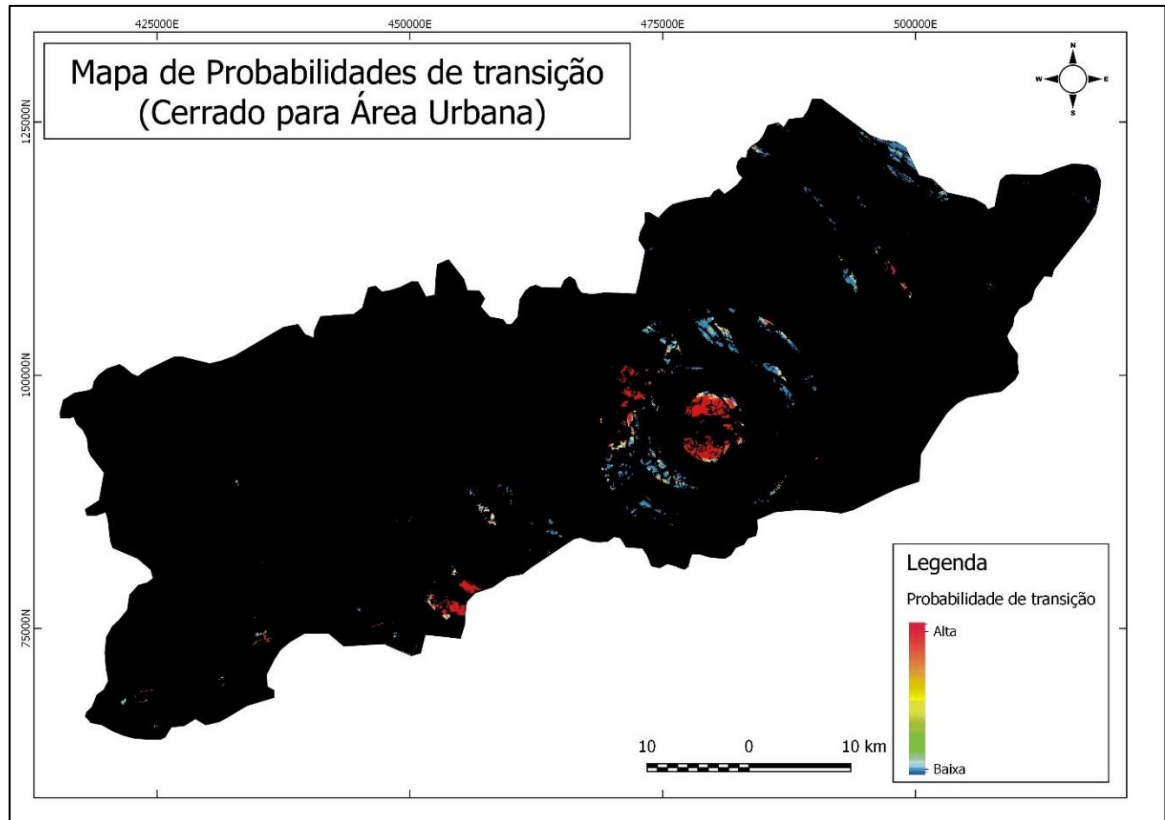 425000E
450000E
475000E
500000E
Mapa de Probabilidades de transição
(Cerrado para Área Urbana)
N
W
E
S
125000N
100000N
75000N
Legenda
Probabilidade de transição
Alta
Baixa
10
0
10 km